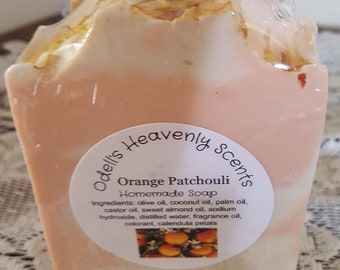 Odell's Heavenly Scents
Orange Patchouli
Homemade Soap
Ingredients: olive oil, coconut oil, palm oil,
castor oil, sweet almond oil, sodium
hydroxide, distilled water, fragrance oil,
colorant, calendula petals